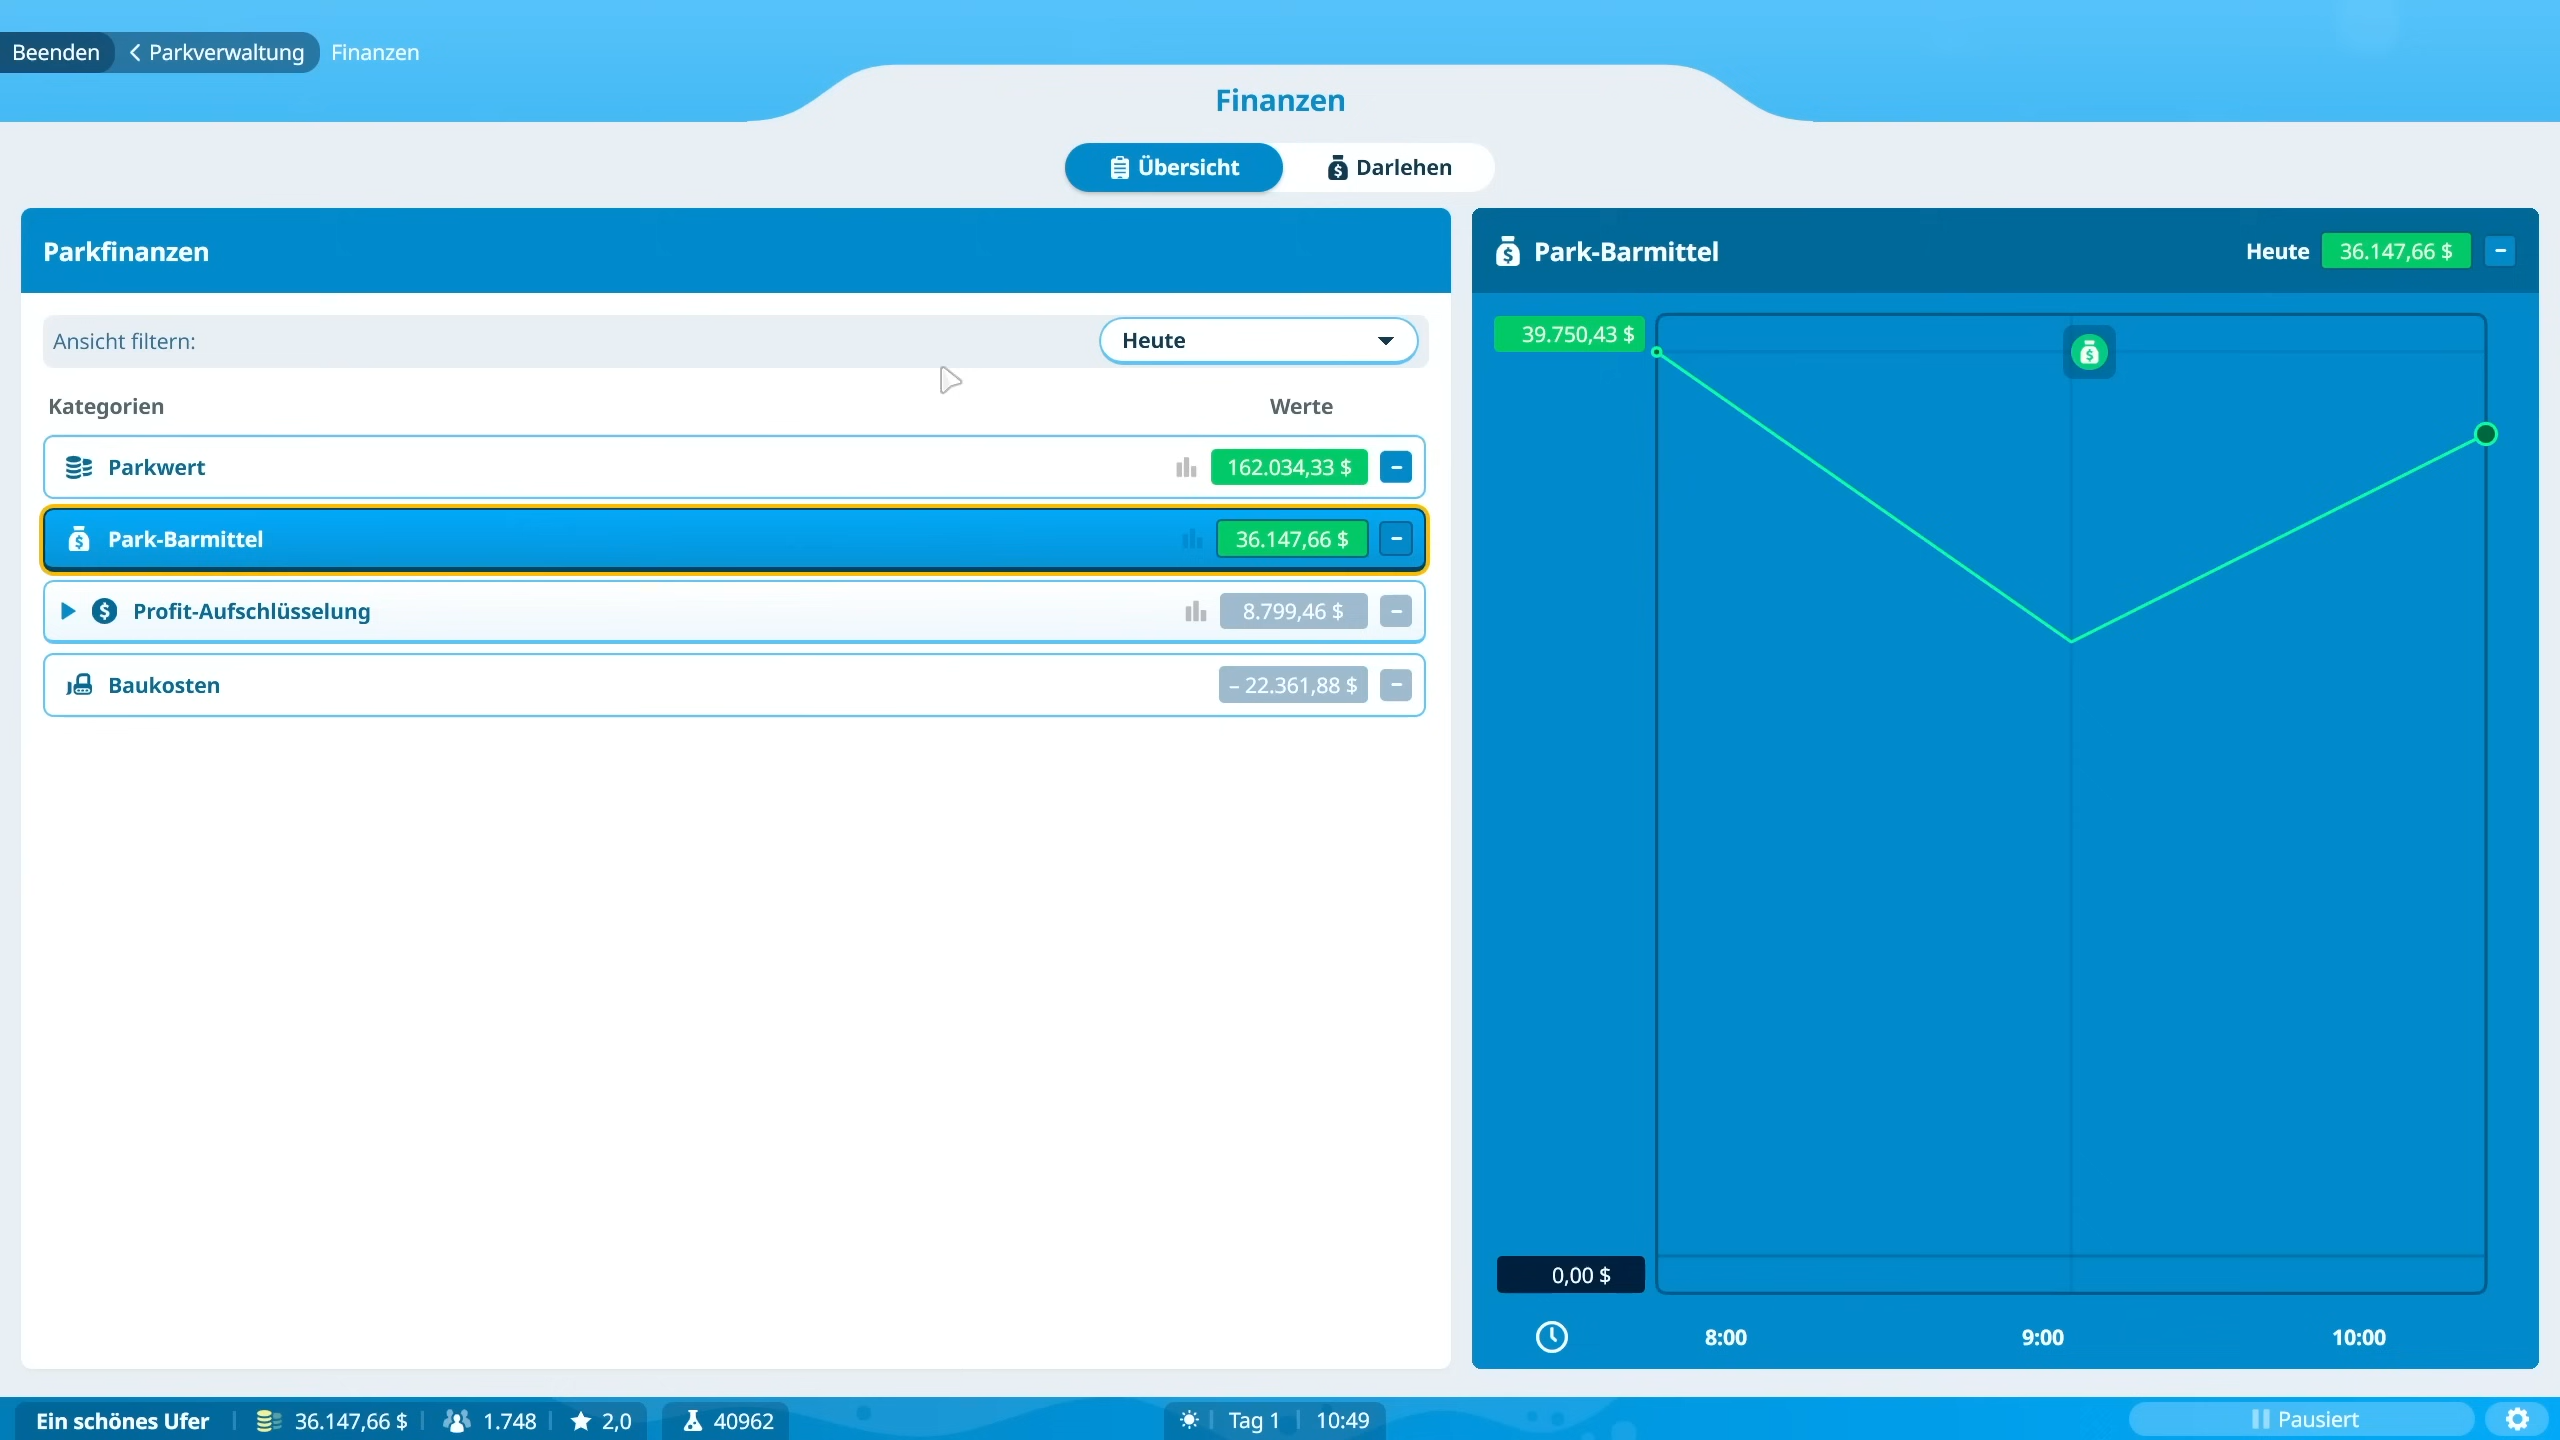 Beenden
Parkverwaltung
Finanzen
Finanzen
Übersicht
Darlehen
Parkfinanzen
Ansicht filtern:
Heute
Kategorien
Werte
Parkwert
162.034,33 $
Park-Barmittel
36.147,66 $
Profit-Aufschlüsselung
8.799,46 $
Baukosten
– 22.361,88 $
Park-Barmittel
Heute
36.147,66 $
39.750,43 $
0,00 $
8:00
9:00
10:00
Ein schönes Ufer
36.147,66 $
1.748
2,0
40962
Tag 1
10:49
Pausiert